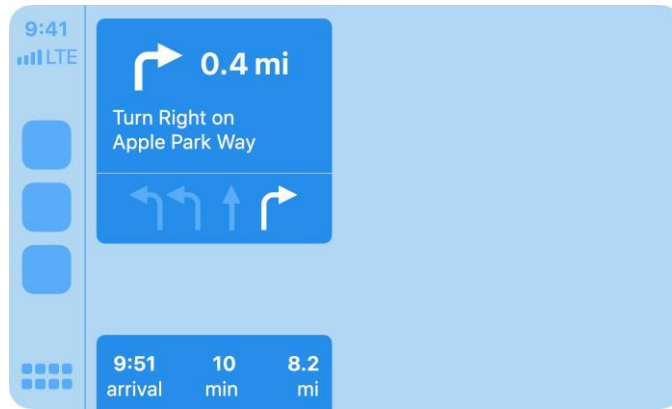 9:41
LTE
0.4 mi
Turn Right on
Apple Park Way
9:51 10 8.2
arrival min mi